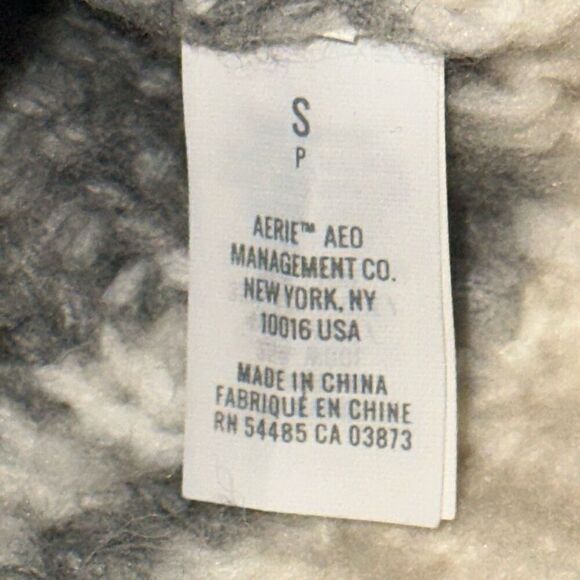 S
P
AERIE™ AEO
MANAGEMENT CO.
NEW YORK, NY
10016 USA
MADE IN CHINA
FABRIQUÉ EN CHINE
RN 54485 CA 03873